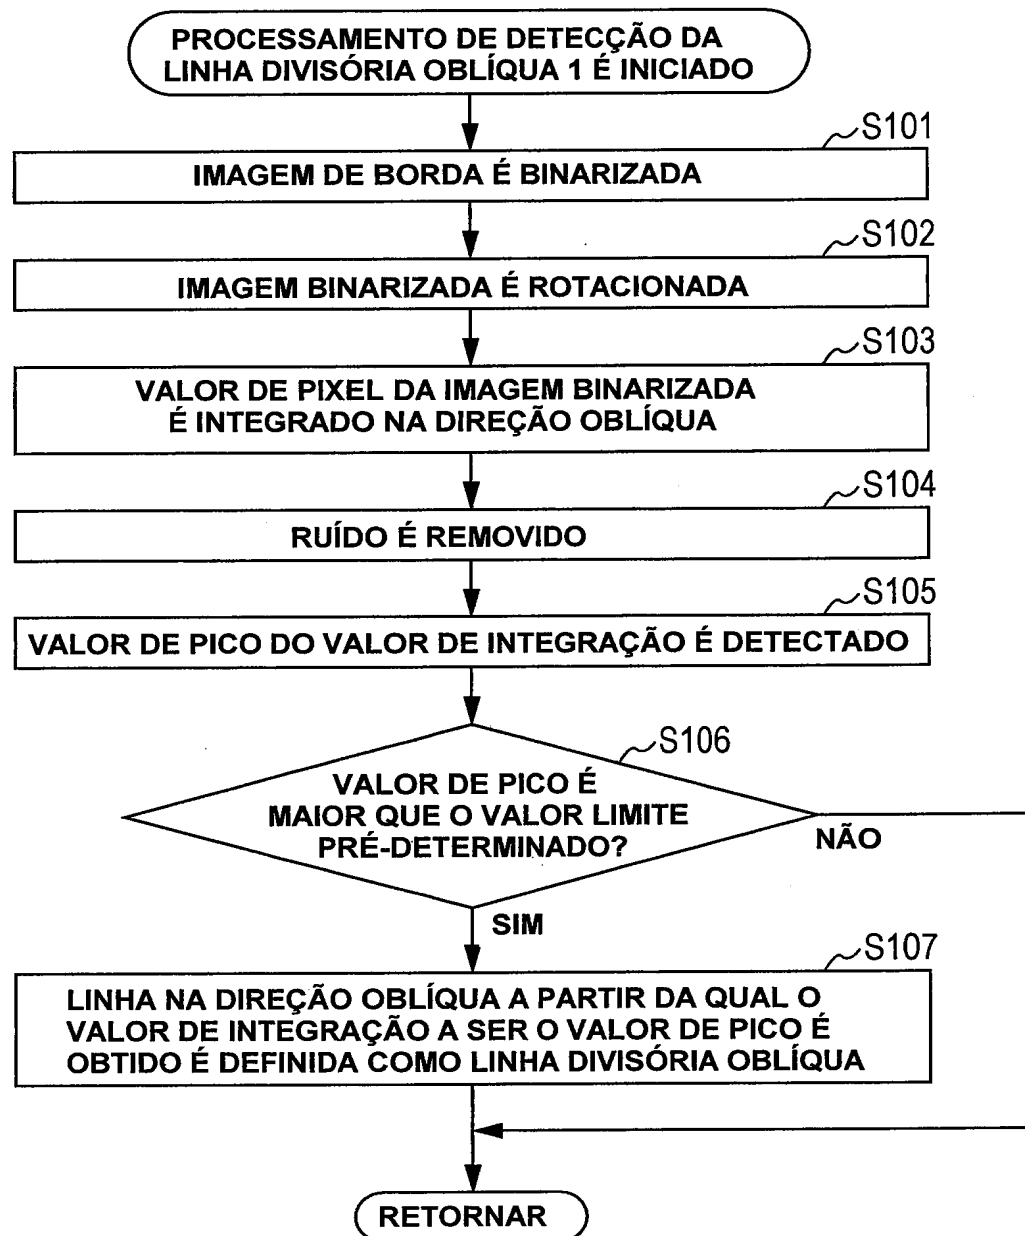 PROCESSAMENTO DE DETECÇÃO DA
LINHA DIVISÓRIA OBLÍQUA 1 É INICIADO
S101
IMAGEM DE BORDA É BINARIZADA
S102
IMAGEM BINARIZADA É ROTACIONADA
S103
VALOR DE PIXEL DA IMAGEM BINARIZADA
É INTEGRADO NA DIREÇÃO OBLÍQUA
S104
RUÍDO É REMOVIDO
S105
VALOR DE PICO DO VALOR DE INTEGRAÇÃO É DETECTADO
S106
VALOR DE PICO É
MAIOR QUE O VALOR LIMITE
PRÉ-DETERMINADO?
NÃO
SIM
S107
LINHA NA DIREÇÃO OBLÍQUA A PARTIR DA QUAL O
VALOR DE INTEGRAÇÃO A SER O VALOR DE PICO É
OBTIDO É DEFINIDA COMO LINHA DIVISÓRIA OBLÍQUA
RETORNAR